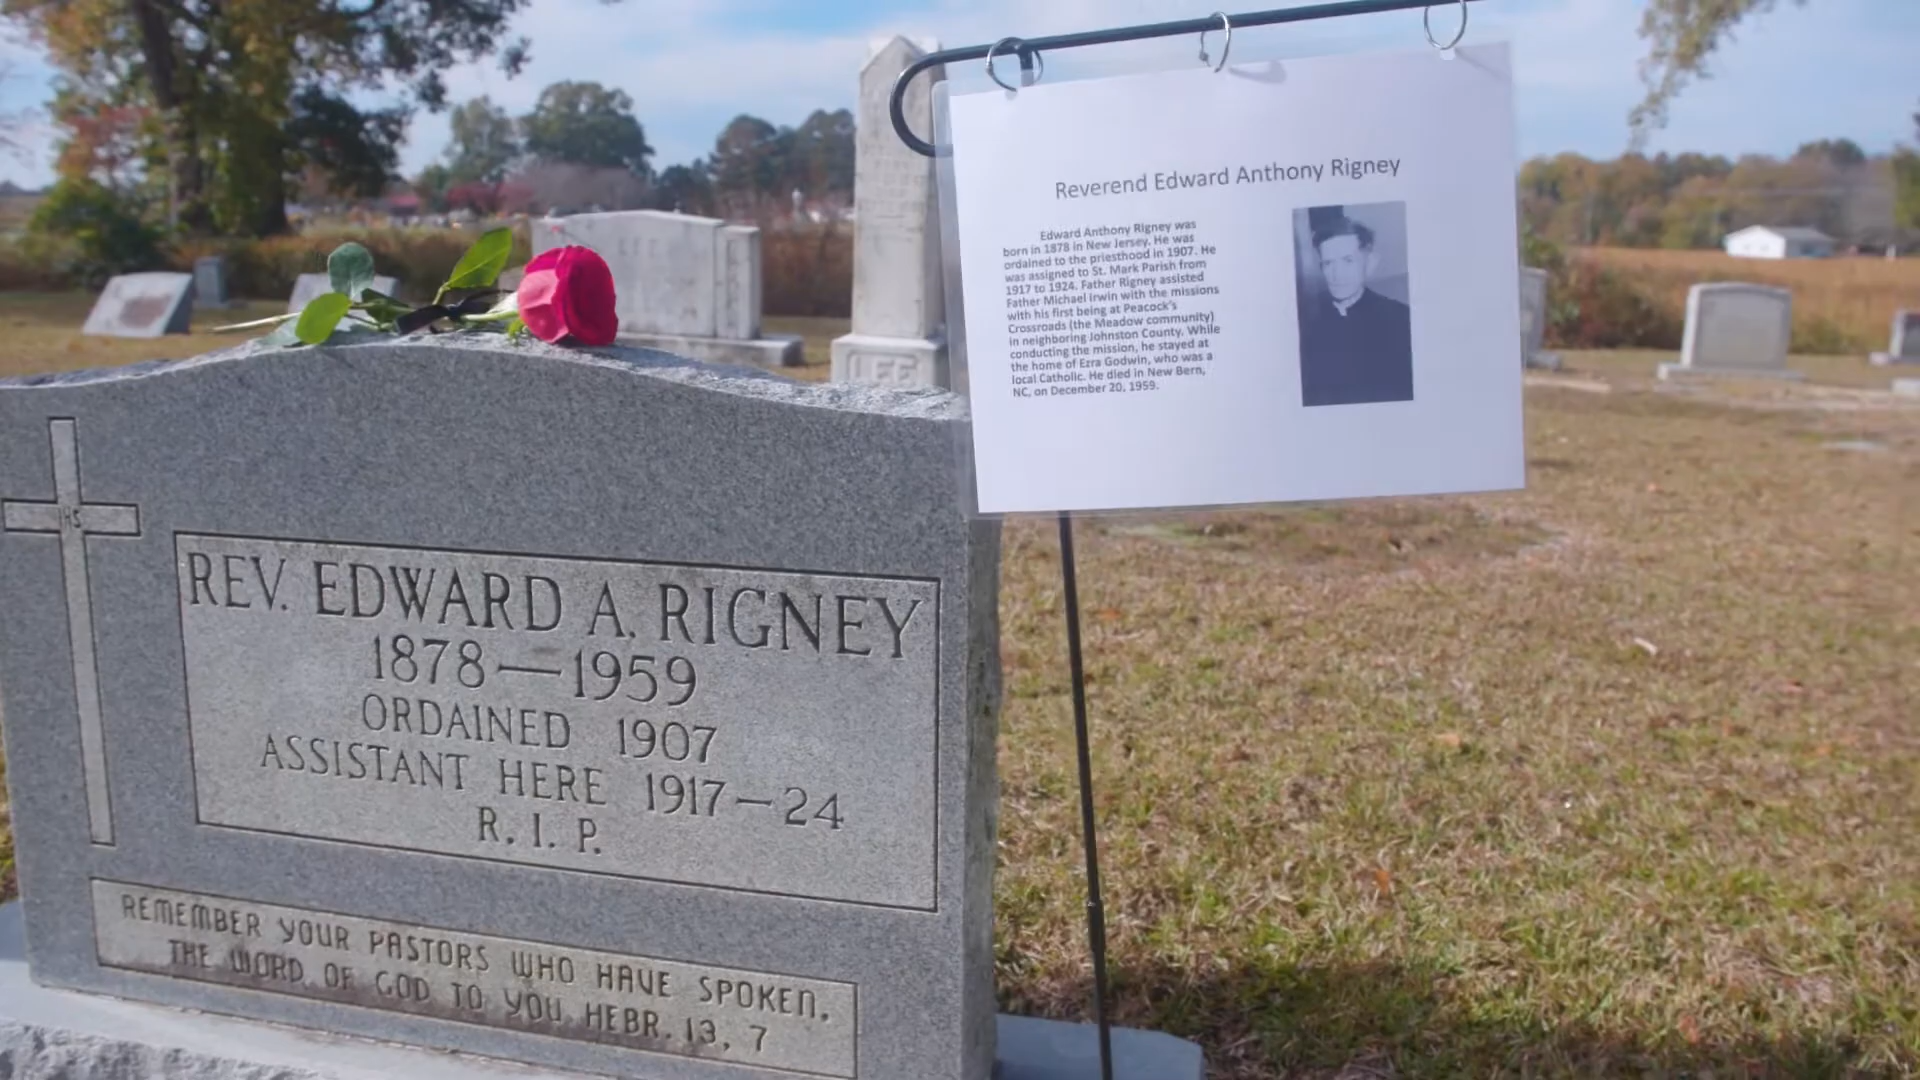 Reverend Edward Anthony Rigney
Edward Anthony Rigney was
born in 1878 in New Jersey. He was
ordained to the priesthood in 1907. He
was assigned to St. Mark Parish from
1917 to 1924. Father Rigney assisted
Father Michael Irwin with the missions
with his first being at Peacock's
Crossroads (the Meadow community)
in neighboring Johnston County. While
conducting the mission, he stayed at
the home of Ezra Godwin, who was a
local Catholic. He died in New Bern,
NC, on December 20, 1959.
LEE
LEE
IHS
REV. EDWARD A. RIGNEY
1878—1959
ORDAINED 1907
ASSISTANT HERE 1917–24
R. I. P.
REMEMBER YOUR PASTORS WHO HAVE SPOKEN.
THE WORD OF GOD TO YOU HEBR. 13, 7